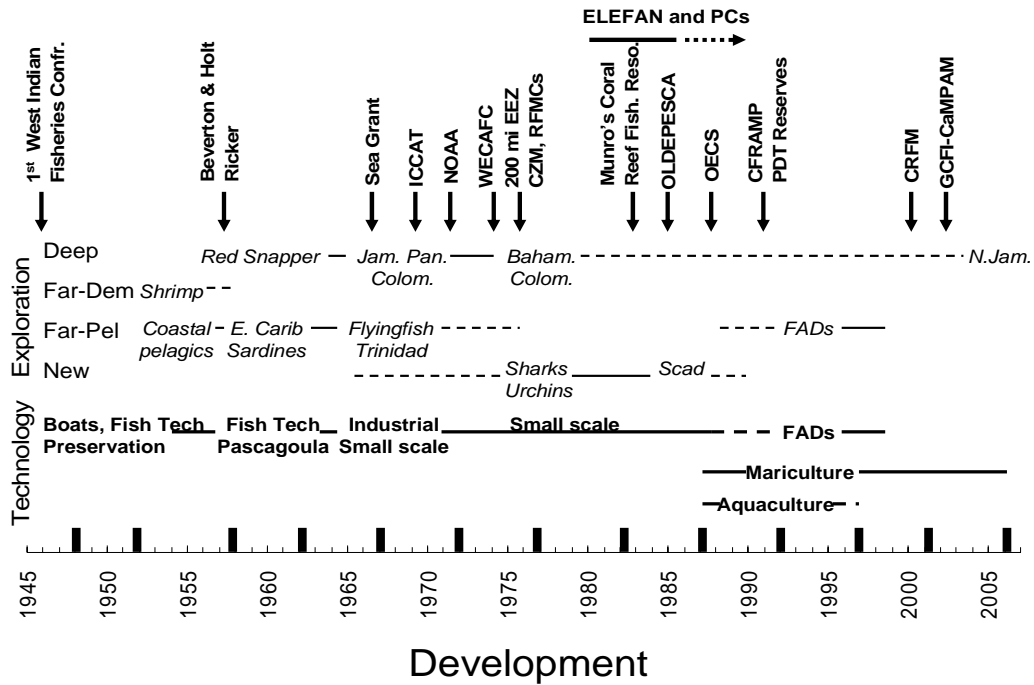 ELEFAN and PCs
1st West Indian
Fisheries Confr.
Beverton & Holt
Ricker
Sea Grant
ICCAT
NOAA
WECAFC
200 mi EEZ
CZM, RFMCs
Munro's Coral
Reef Fish. Reso.
OLDEPESCA
OECS
CFRAMP
PDT Reserves
CRFM
GCFI-CaMPAM
Exploration
Deep
Red Snapper
Jam. Pan.
Colom.
Baham.
Colom.
N.Jam.
Far-Dem
Shrimp
Far-Pel
Coastal
pelagics
E. Carib
Sardines
Flyingfish
Trinidad
FADs
New
Sharks
Urchins
Scad
Technology
Boats, Fish Tech
Preservation
Fish Tech
Pascagoula
Industrial
Small scale
Small scale
FADs
Mariculture
Aquaculture
1945
1950
1955
1960
1965
1970
1975
1980
1985
1990
1995
2000
2005
Development